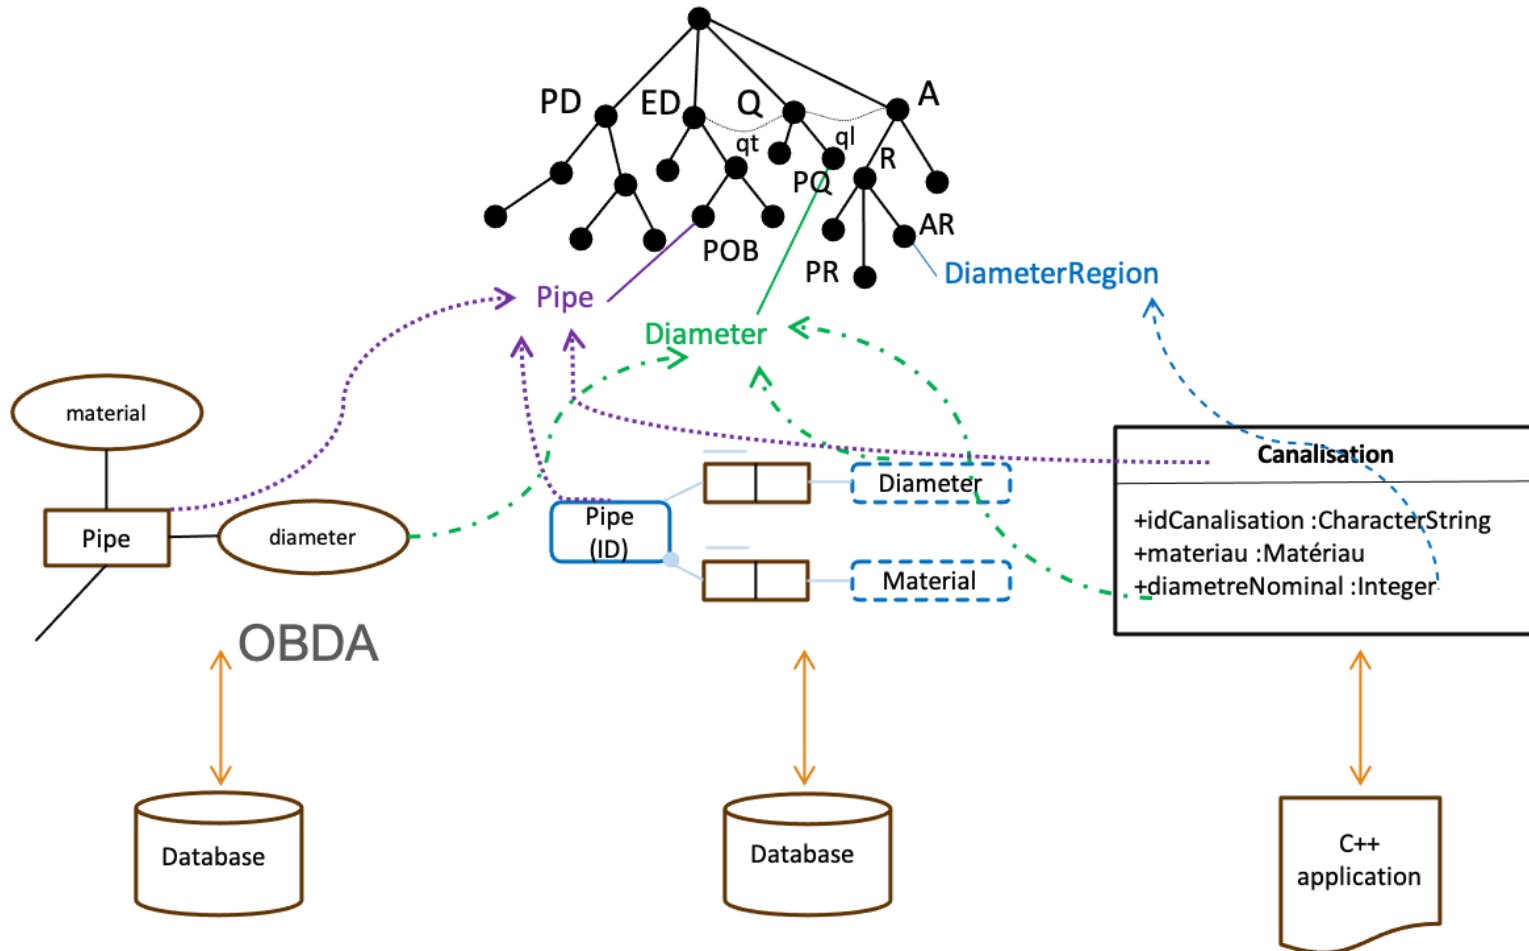 PD
ED
Q
A
qt
ql
R
PQ
POB
AR
PR
DiameterRegion
Pipe
Diameter
material
Pipe
diameter
OBDA
Pipe
(ID)
Diameter
Material
Canalisation
+idCanalisation :CharacterString
+materiau :Matériau
+diametreNominal :Integer
Database
Database
C++
application